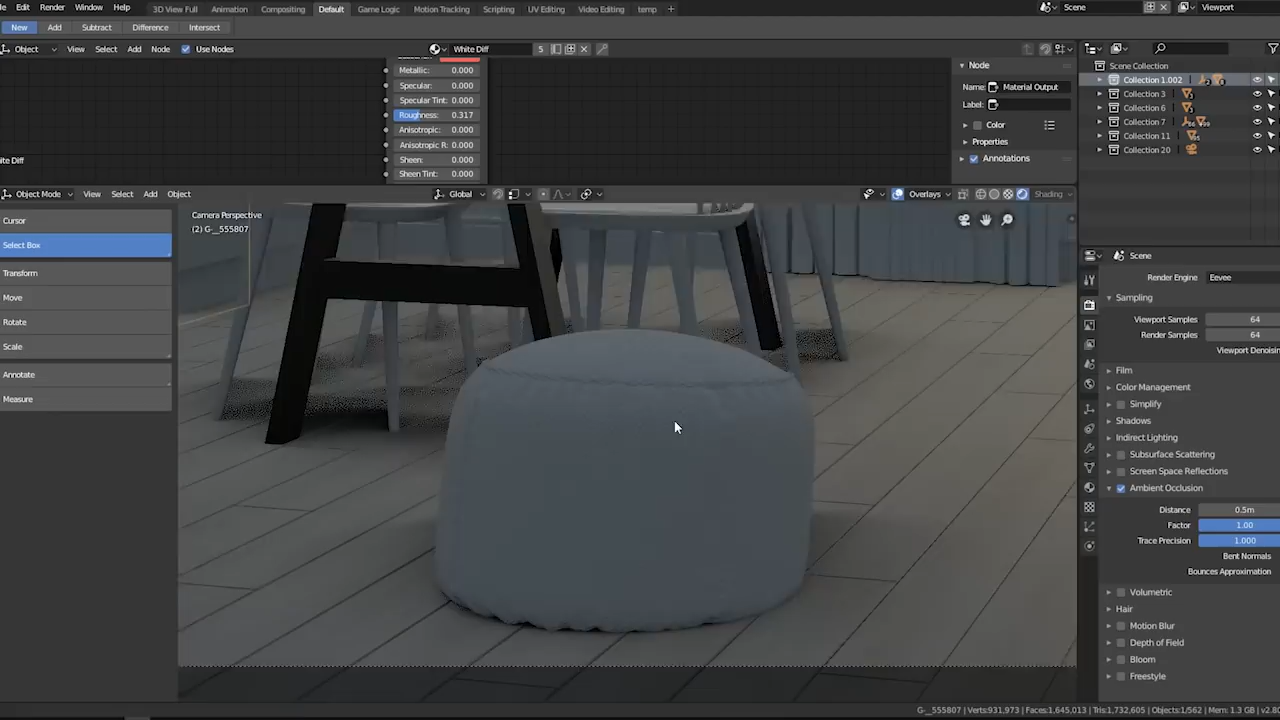 Edit Render Window Help 3D View Full Animation Compositing Default Game Logic Motion Tracking Scripting UV Editing Video Editing temp + Scene Viewport
New Add Subtract Difference Intersect
Object View Select Add Node Use Nodes White Diff 5
Node
Name: Material Output
Label:
Color
Properties
Annotations
Metallic: 0.000
Specular: 0.000
Specular Tint: 0.000
Roughness: 0.317
Anisotropic: 0.000
Anisotropic R: 0.000
Sheen: 0.000
Sheen Tint: 0.000
ite Diff
Scene Collection
Collection 1.002
Collection 3
Collection 6
Collection 7
Collection 11
Collection 20
Object Mode View Select Add Object Global Overlays Shading
Cursor
Select Box
Transform
Move
Rotate
Scale
Annotate
Measure
Camera Perspective
(2) G-_555807
Scene
Render Engine Eevee
Sampling
Viewport Samples 64
Render Samples 64
Viewport Denoisin
Film
Color Management
Simplify
Shadows
Indirect Lighting
Subsurface Scattering
Screen Space Reflections
Ambient Occlusion
Distance 0.5m
Factor 1.00
Trace Precision 1.000
Bent Normals
Bounces Approximation
Volumetric
Hair
Motion Blur
Depth of Field
Bloom
Freestyle
G-_555807 | Verts:931,973 | Faces:1,645,013 | Tris:1,732,605 | Objects:1/562 | Mem: 1.3 GB | v2.8